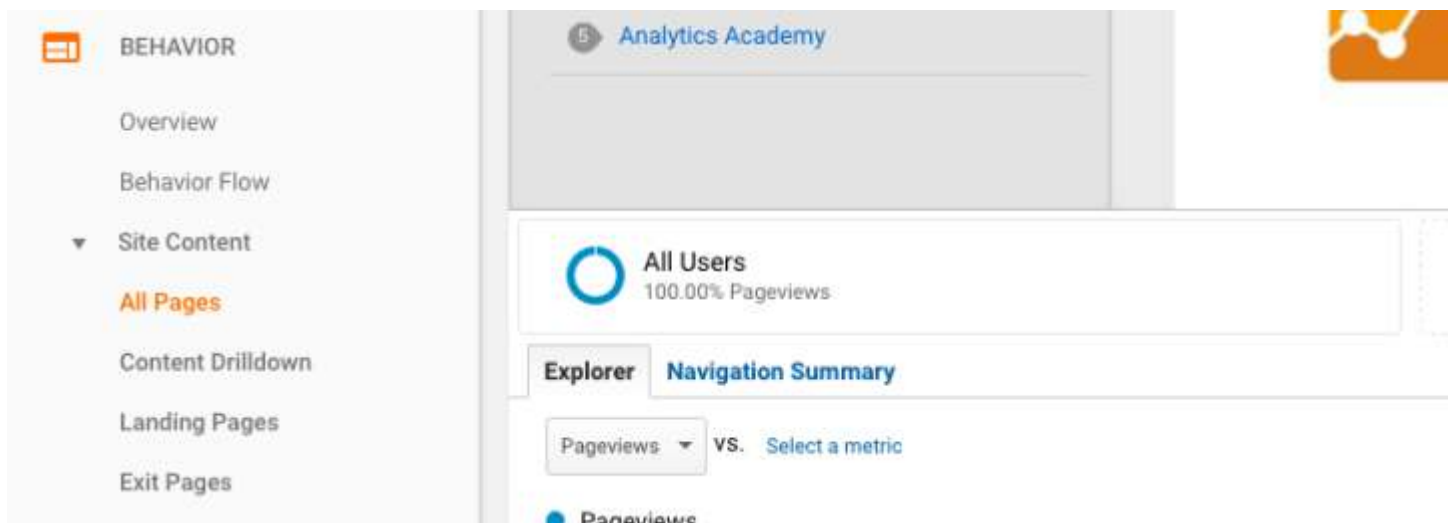 BEHAVIOR
Overview
Behavior Flow
Site Content
All Pages
Content Drilldown
Landing Pages
Exit Pages
5 Analytics Academy
All Users
100.00% Pageviews
Explorer Navigation Summary
Pageviews VS. Select a metric
Pageviews